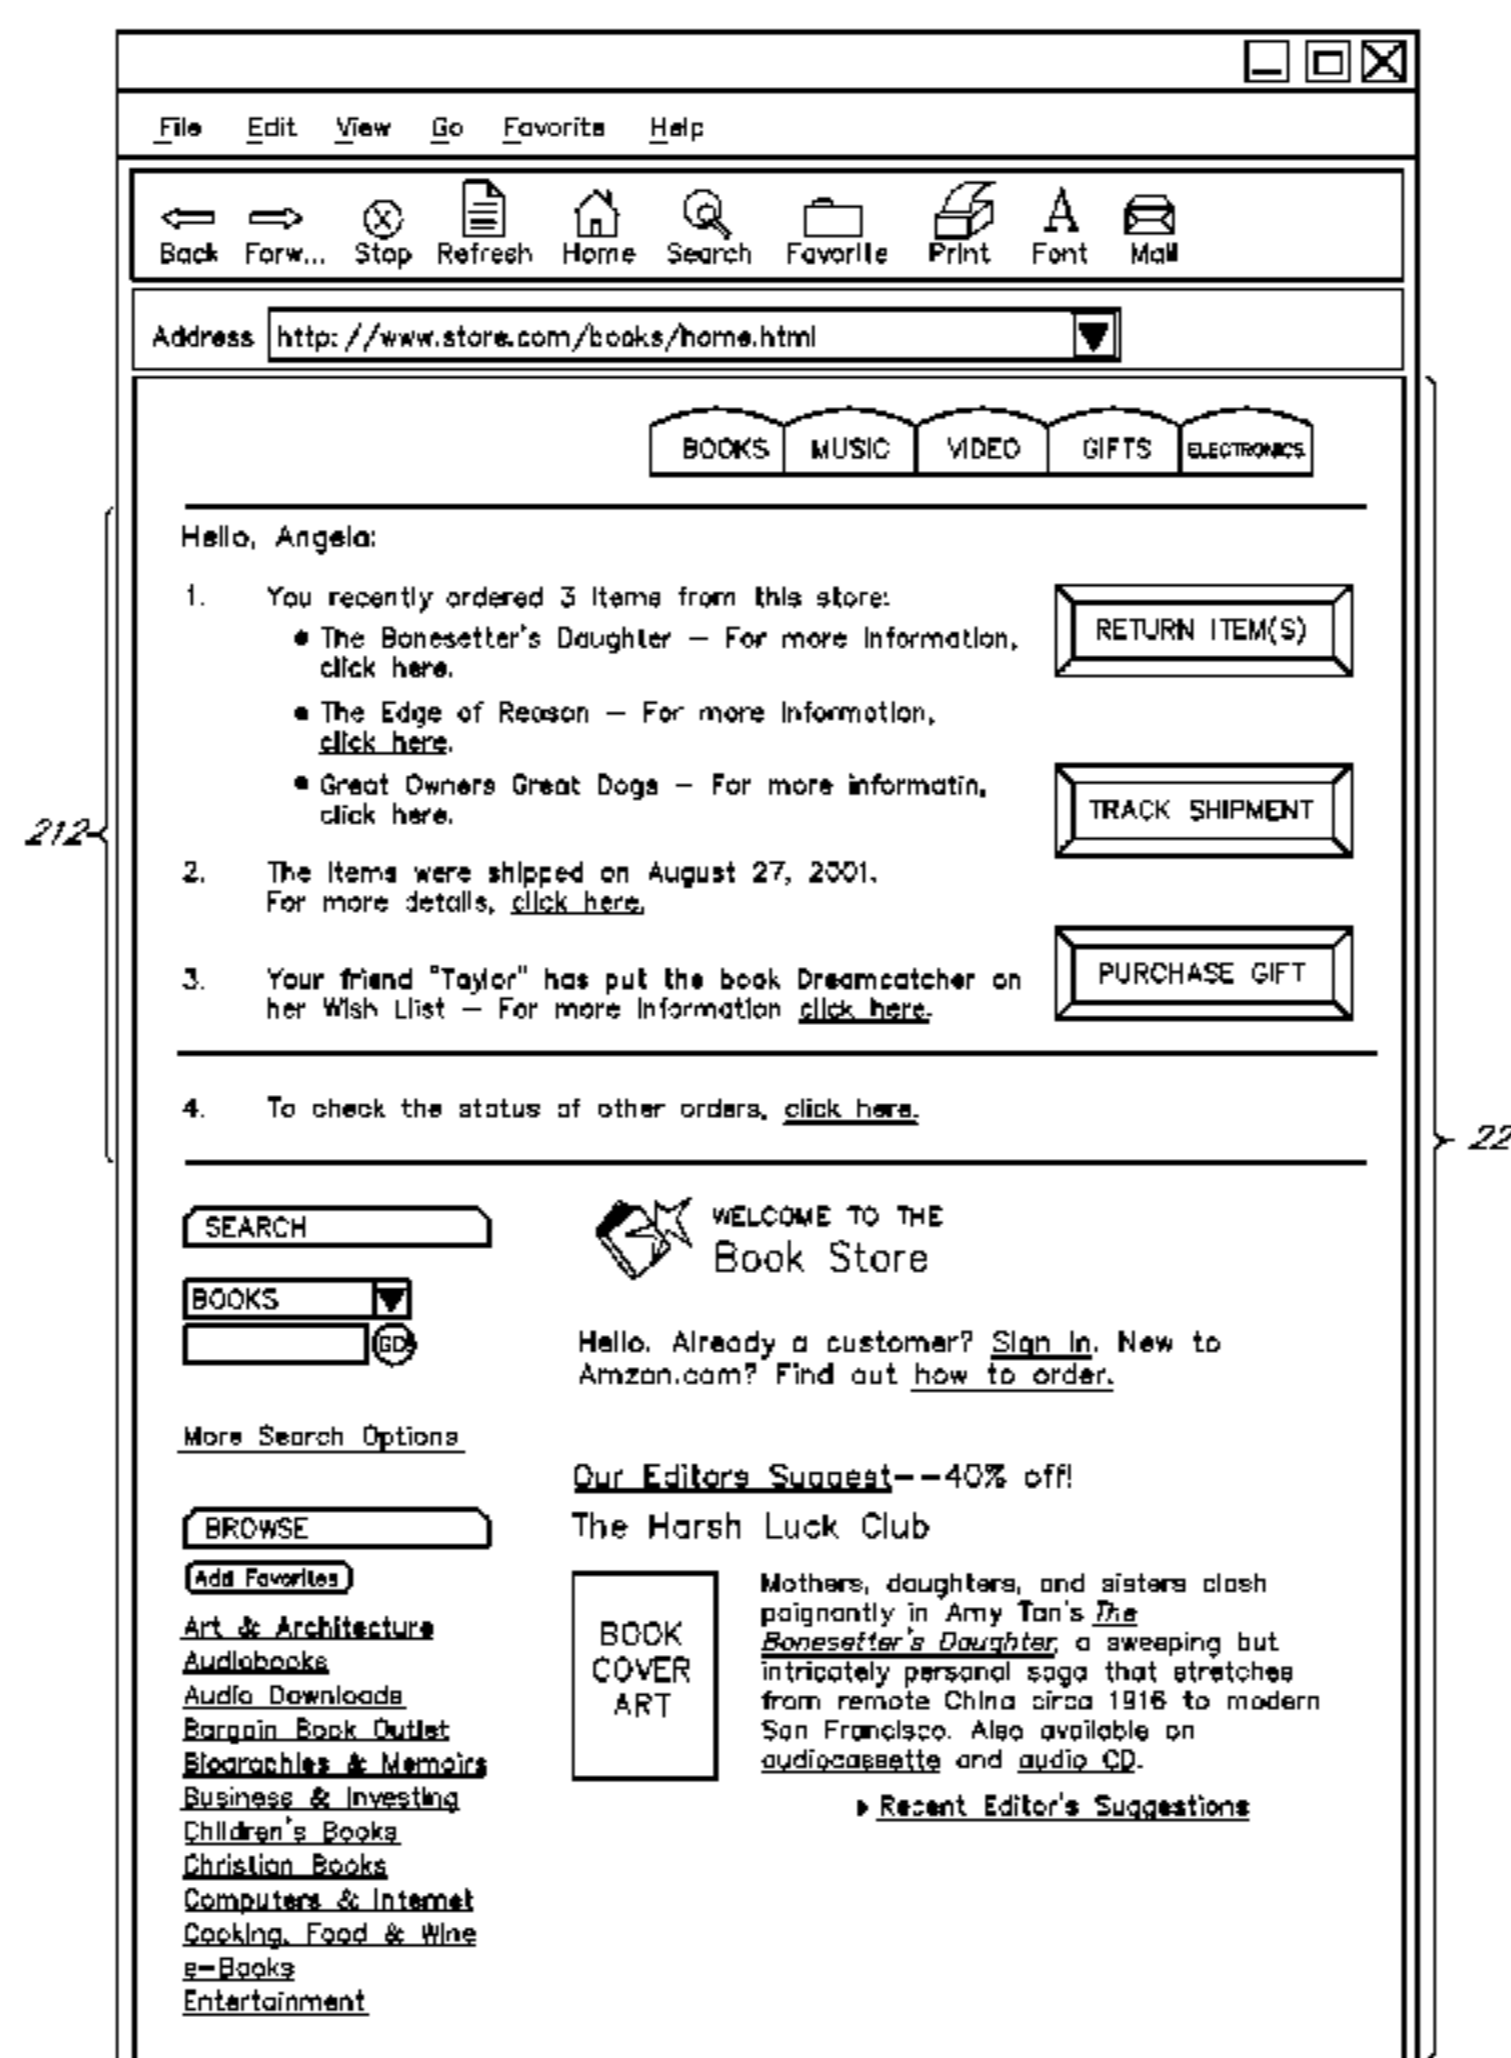 File Edit View Go Favorite Help
Back Forw... Stop Refresh Home Search Favorite Print Font Mail
Address http://www.store.com/books/home.html
BOOKS MUSIC VIDEO GIFTS ELECTRONICS
Hello, Angela:
1. You recently ordered 3 items from this store:
• The Bonesetter's Daughter – For more information,
click here.
• The Edge of Reason – For more information,
click here.
• Great Owners Great Dogs – For more informatin,
click here.
RETURN ITEM(S)
TRACK SHIPMENT
212
2. The items were shipped on August 27, 2001.
For more details, click here.
3. Your friend "Taylor" has put the book Dreamcatcher on
her Wish Llist – For more information click here.
PURCHASE GIFT
4. To check the status of other orders, click here.
22
SEARCH
BOOKS
GO
More Search Options
BROWSE
Add Favorites
Art & Architecture
Audiobooks
Audio Downloads
Bargain Book Outlet
Biographies & Memoirs
Business & Investing
Children's Books
Christian Books
Computers & Internet
Cooking, Food & Wine
e-Books
Entertainment
WELCOME TO THE
Book Store
Hello. Already a customer? Sign in. New to
Amzon.com? Find out how to order.
Our Editors Suggest--40% off!
The Harsh Luck Club
BOOK
COVER
ART
Mothers, daughters, and sisters clash
poignantly in Amy Tan's The
Bonesetter's Daughter, a sweeping but
intricately personal saga that stretches
from remote China circa 1916 to modern
San Francisco. Also available on
audiocassette and audio CD.
Recent Editor's Suggestions